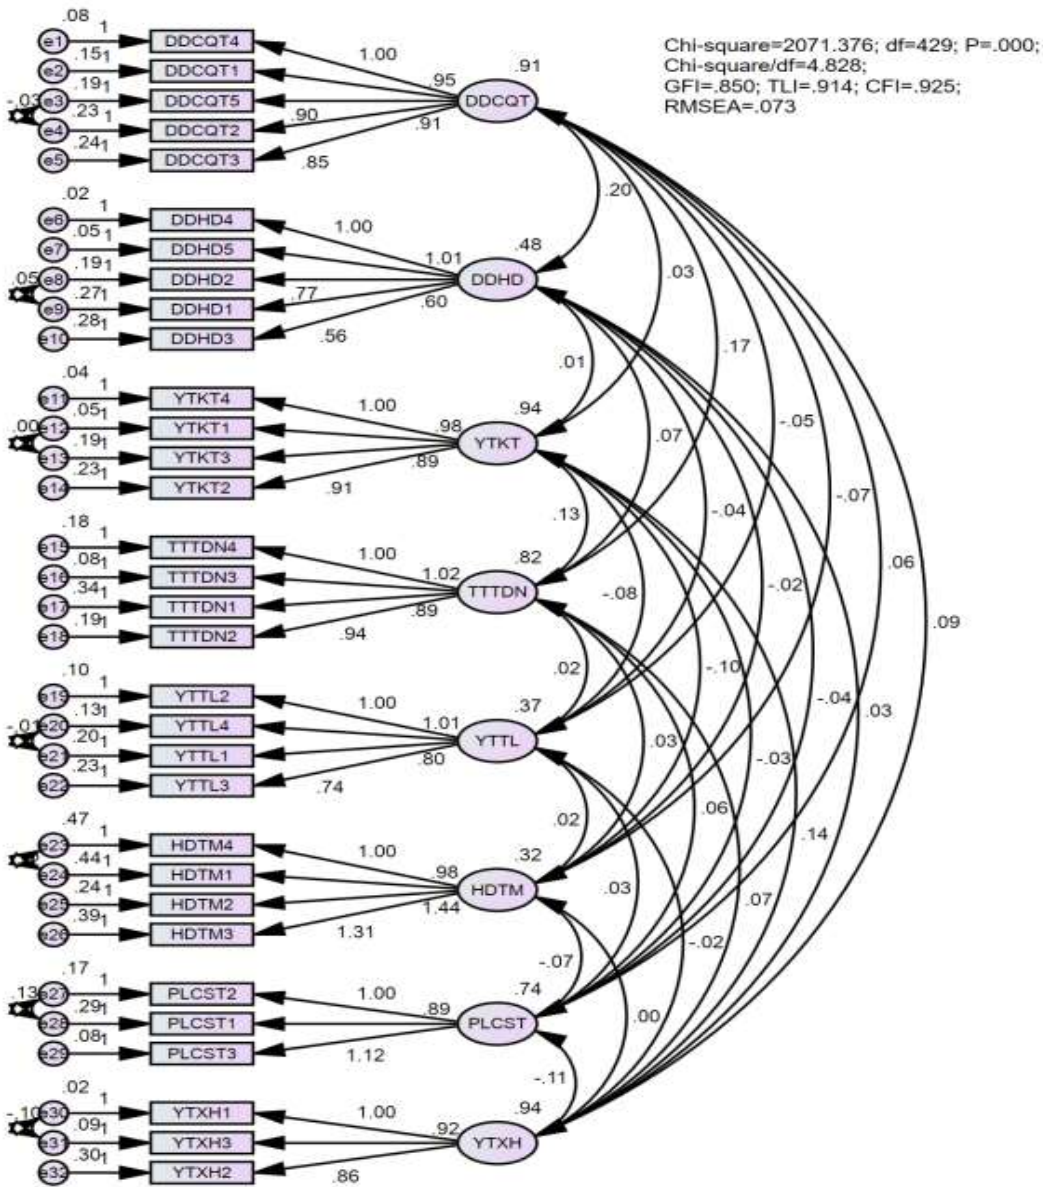 Chi-square=2071.376; df=429; P=.000;
Chi-square/df=4.828;
GFI=.850; TLI=.914; CFI=.925;
RMSEA=.073
.08 1
e1 DDCQT4 1.00
.15 1
e2 DDCQT1 .95 .91
.19 1
-.03 e3 DDCQT5 DDCQT
.23 1
e4 DDCQT2 .90 .91
.24 1
e5 DDCQT3 .85
.20
.02 1
e6 DDHD4 1.00
.05 1
e7 DDHD5 1.01 .48
.19 1
.05 e8 DDHD2 DDHD .03
.27 1
e9 DDHD1 .77 .60
.28 1
e10 DDHD3 .56
.01 .17
.04 1
e11 YTKT4 1.00
.05 1
.00 e12 YTKT1 .98 .94
.19 1
e13 YTKT3 .89 YTKT .07 -.05
.23 1
e14 YTKT2 .91
.13 -.04 -.07
.18 1
e15 TTTDN4 1.00
.08 1
e16 TTTDN3 1.02 .82
.34 1
e17 TTTDN1 .89 TTTDN -.08 -.02 .06
.19 1
e18 TTTDN2 .94 .09
.02 -.10 -.04 .03
.10 1
e19 YTTL2 1.00
.13 1
-.01 e20 YTTL4 1.01 .37
.20 1
e21 YTTL1 .80 YTTL .03 -.03
.23 1
e22 YTTL3 .74
.02 .06 .14
.47 1
e23 HDTM4 1.00
.44 1
e24 HDTM1 .98 .32
.24 1
e25 HDTM2 1.44 HDTM .03 .07
.39 1
e26 HDTM3 1.31
-.07 -.02
.17 1
.13 e27 PLCST2 1.00
.29 1
e28 PLCST1 .89 .74
.08 1
e29 PLCST3 1.12 PLCST .00
-.11
.02 1
-.10 e30 YTXH1 1.00
.09 1
e31 YTXH3 .92 .94
.30 1
e32 YTXH2 .86 YTXH